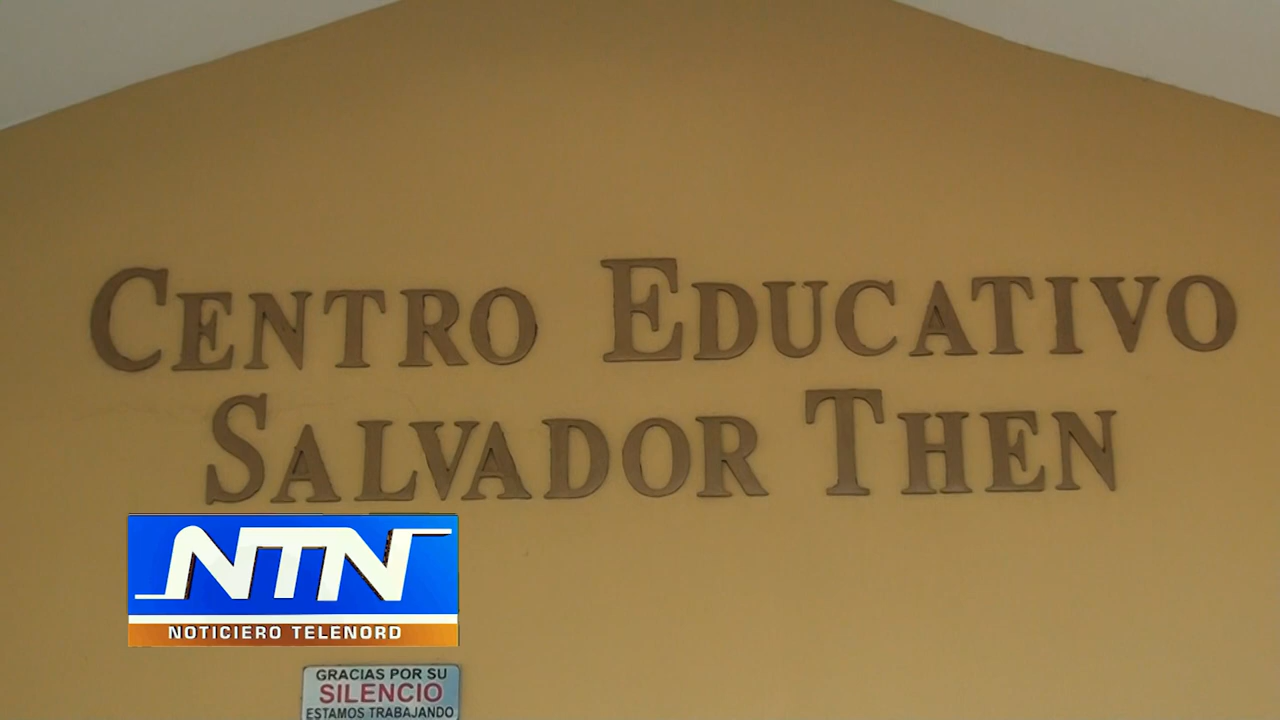 CENTRO EDUCATIVO
SALVADOR THEN
NTN
NOTICIERO TELENORD
GRACIAS POR SU
SILENCIO
ESTAMOS TRABAJANDO